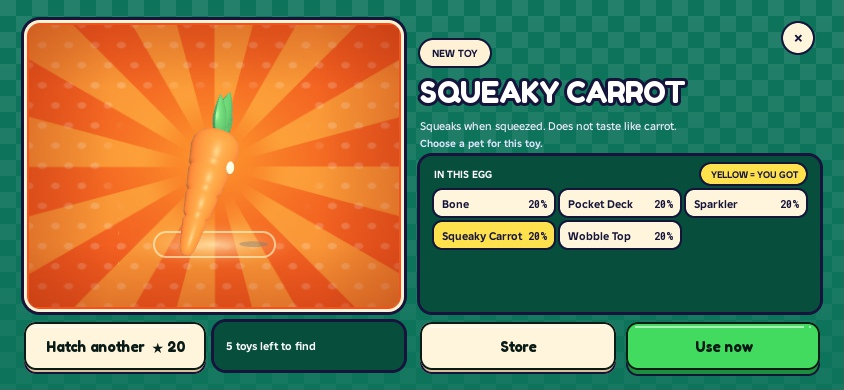 NEW TOY
×
SQUEAKY CARROT
Squeaks when squeezed. Does not taste like carrot.
Choose a pet for this toy.
IN THIS EGG
YELLOW = YOU GOT
Bone 20%
Pocket Deck 20%
Sparkler 20%
Squeaky Carrot 20%
Wobble Top 20%
Hatch another ★ 20
5 toys left to find
Store
Use now